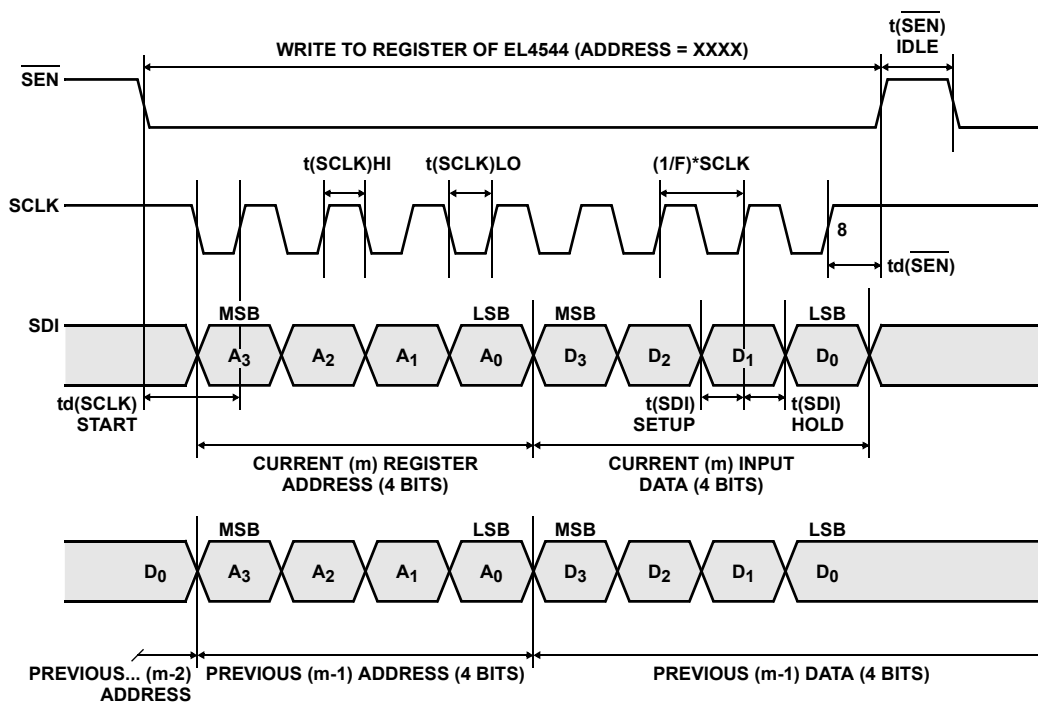 t(SEN)
IDLE
WRITE TO REGISTER OF EL4544 (ADDRESS = XXXX)
SEN
t(SCLK)HI
t(SCLK)LO
(1/F)*SCLK
SCLK
8
td(SEN)
MSB
LSB
MSB
LSB
SDI
A3
A2
A1
A0
D3
D2
D1
D0
td(SCLK)
START
t(SDI)
SETUP
t(SDI)
HOLD
CURRENT (m) REGISTER
ADDRESS (4 BITS)
CURRENT (m) INPUT
DATA (4 BITS)
MSB
LSB
MSB
LSB
D0
A3
A2
A1
A0
D3
D2
D1
D0
PREVIOUS... (m-2)
ADDRESS
PREVIOUS (m-1) ADDRESS (4 BITS)
PREVIOUS (m-1) DATA (4 BITS)